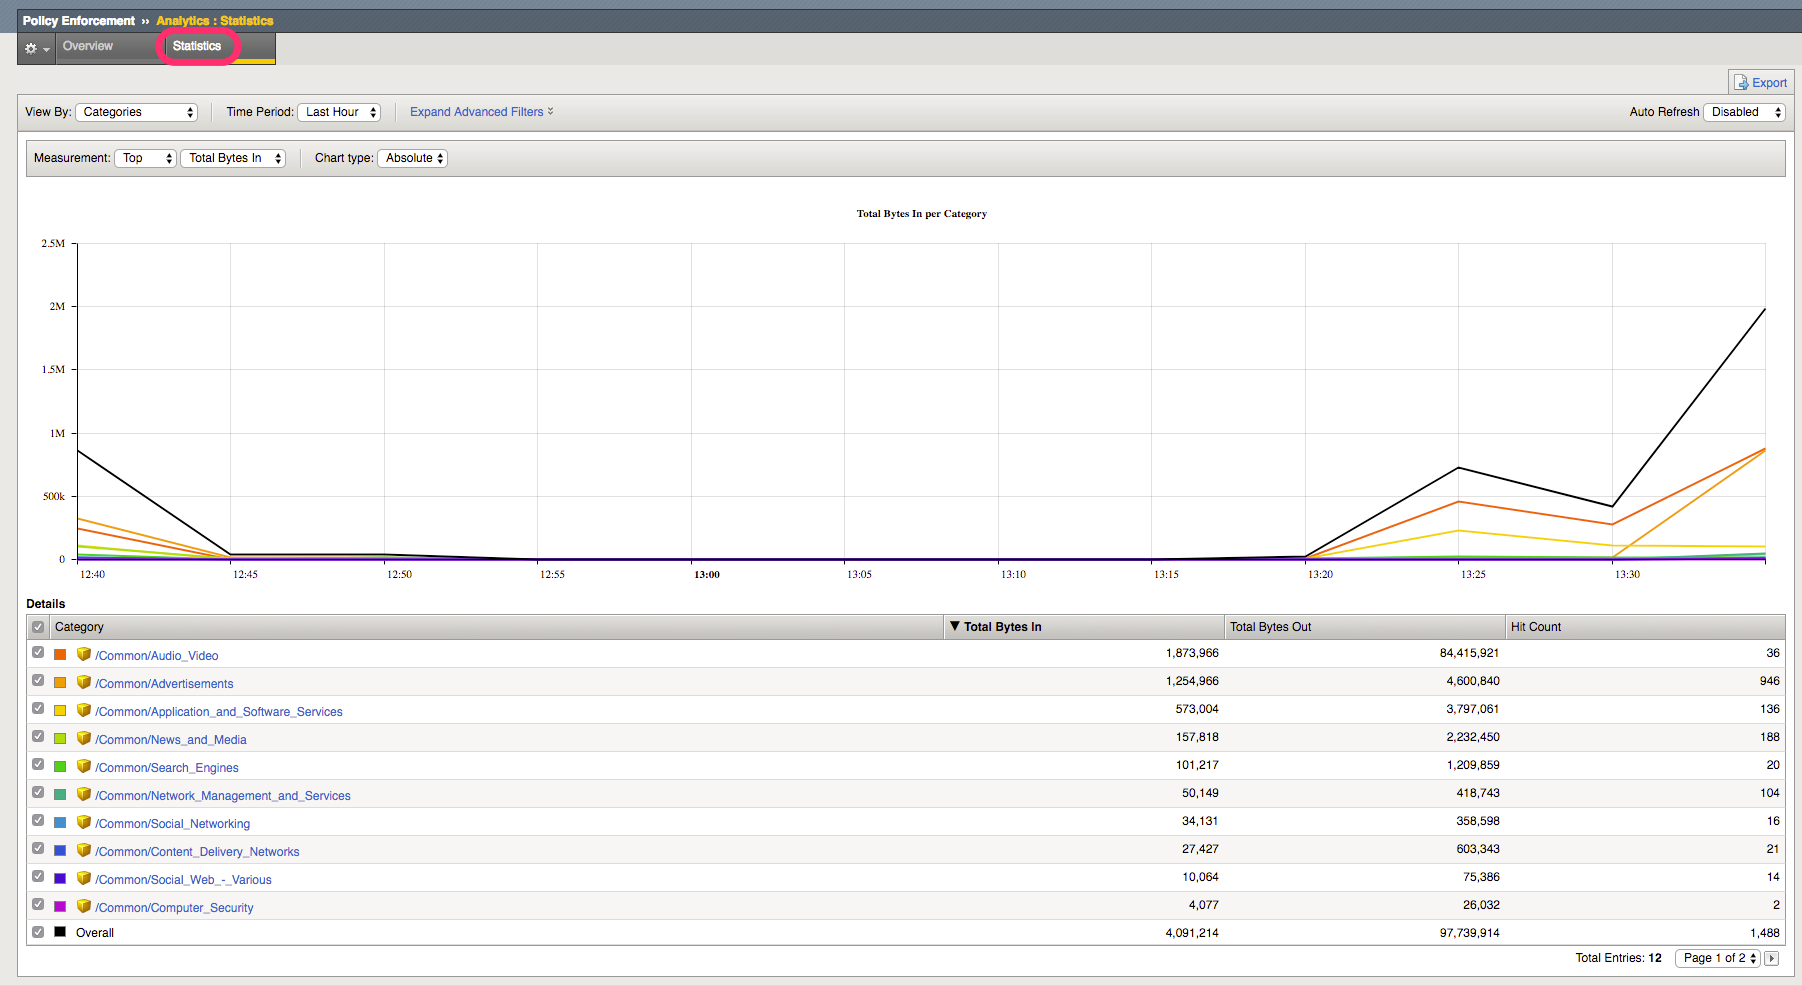 Policy Enforcement ›› Analytics : Statistics
Overview Statistics
Export
View By: Categories Time Period: Last Hour Expand Advanced Filters Auto Refresh Disabled
Measurement: Top Total Bytes In Chart type: Absolute
Total Bytes In per Category
2.5M
2M
1.5M
1M
500k
0
12:40 12:45 12:50 12:55 13:00 13:05 13:10 13:15 13:20 13:25 13:30
Details
Category ▼ Total Bytes In Total Bytes Out Hit Count
/Common/Audio_Video 1,873,966 84,415,921 36
/Common/Advertisements 1,254,966 4,600,840 946
/Common/Application_and_Software_Services 573,004 3,797,061 136
/Common/News_and_Media 157,818 2,232,450 188
/Common/Search_Engines 101,217 1,209,859 20
/Common/Network_Management_and_Services 50,149 418,743 104
/Common/Social_Networking 34,131 358,598 16
/Common/Content_Delivery_Networks 27,427 603,343 21
/Common/Social_Web_-_Various 10,064 75,386 14
/Common/Computer_Security 4,077 26,032 2
Overall 4,091,214 97,739,914 1,488
Total Entries: 12 Page 1 of 2